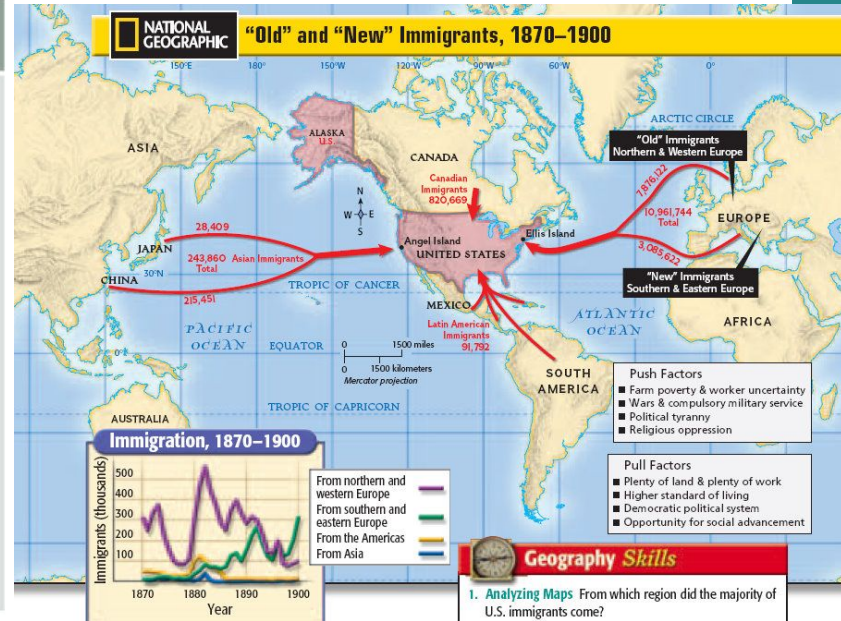 NATIONAL
GEOGRAPHIC
"Old" and "New" Immigrants, 1870–1900
150°E
180°
150°W
120°W
90°W
60°W
0°
ARCTIC CIRCLE
"Old" Immigrants
Northern & Western Europe
ASIA
ALASKA
U.S.
CANADA
Canadian
Immigrants
820,669
N
W E
S
7,876,122
10,961,744
Total
EUROPE
3,085,622
"New" Immigrants
Southern & Eastern Europe
28,409
JAPAN
243,860 Asian Immigrants
Total
30°N
CHINA
215,451
Angel Island
UNITED STATES
Ellis Island
TROPIC OF CANCER
MEXICO
Latin American
Immigrants
91,792
ATLANTIC
OCEAN
AFRICA
PACIFIC
OCEAN
0°
EQUATOR
0 1500 miles
0 1500 kilometers
Mercator projection
SOUTH
AMERICA
TROPIC OF CAPRICORN
AUSTRALIA
Push Factors
■ Farm poverty & worker uncertainty
■ Wars & compulsory military service
■ Political tyranny
■ Religious oppression
Pull Factors
■ Plenty of land & plenty of work
■ Higher standard of living
■ Democratic political system
■ Opportunity for social advancement
Immigration, 1870–1900
Immigrants (thousands)
500
400
300
200
100
1870 1880 1890 1900
Year
From northern and
western Europe
From southern and
eastern Europe
From the Americas
From Asia
Geography Skills
1. Analyzing Maps From which region did the majority of
U.S. immigrants come?